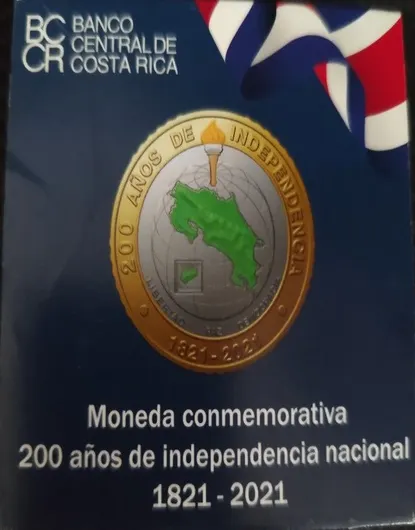 BC CR BANCO
CENTRAL DE
COSTA RICA
200 AÑOS DE INDEPENDENCIA
LIBERTAD
1821-2021
Moneda conmemorativa
200 años de independencia nacional
1821 - 2021